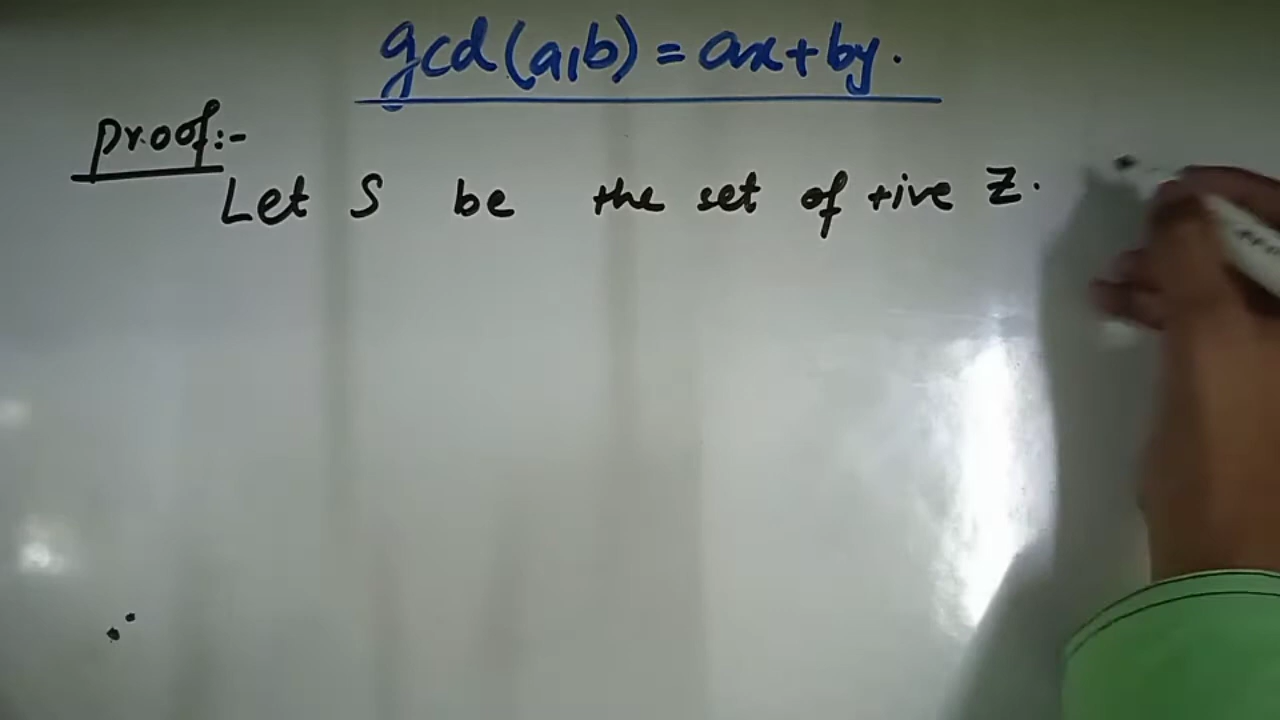 gcd(a,b) = ax+by.
Proof:-
Let S be the set of +ive Z.